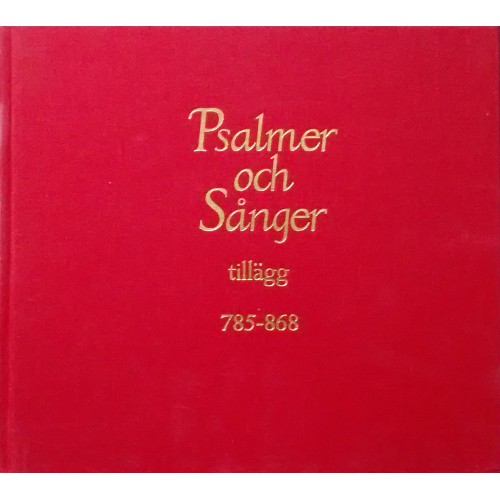 Psalmer
och
Sånger
tillägg
785-868